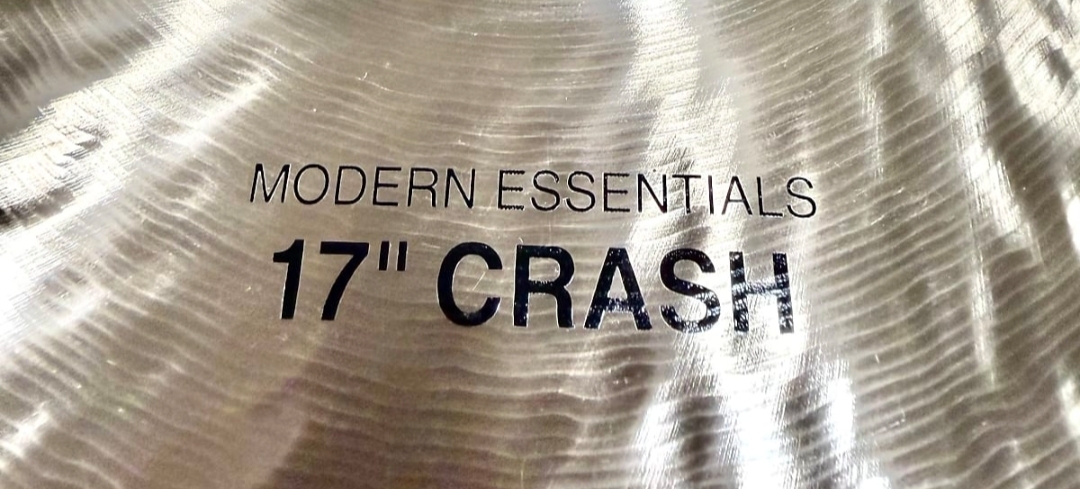 MODERN ESSENTIALS
17" CRASH